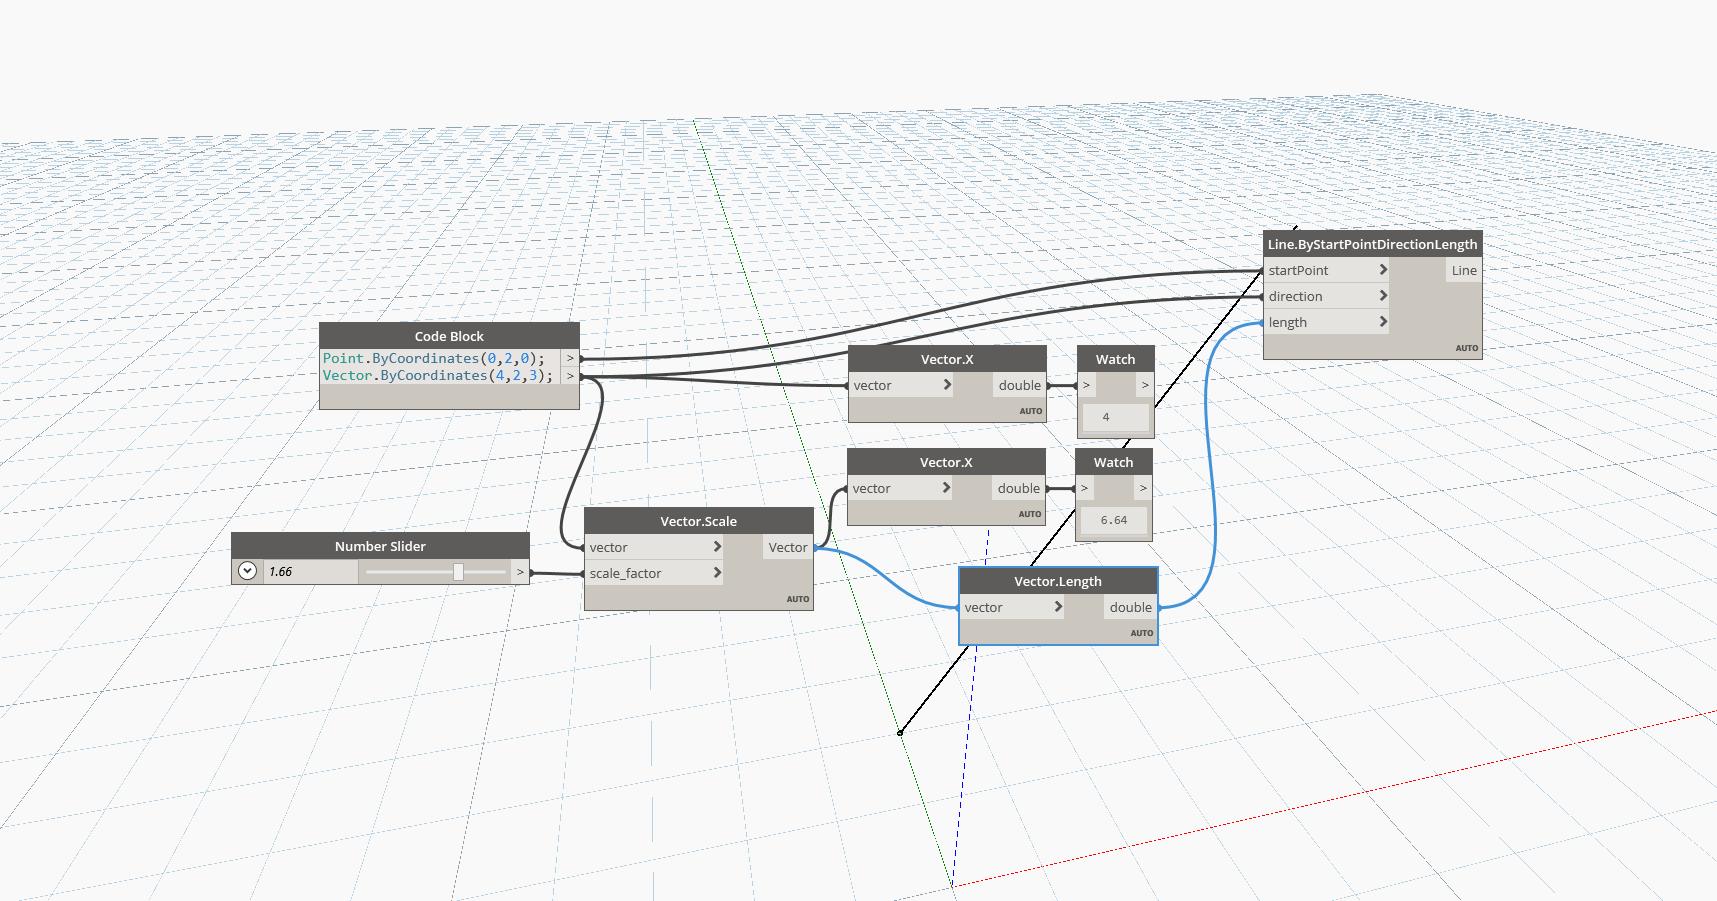 Line.ByStartPointDirectionLength
startPoint
Line
direction
length
AUTO
Code Block
Point.ByCoordinates(0,2,0); >
Vector.ByCoordinates(4,2,3); >
Vector.X
vector
double
AUTO
Watch
> >
4
Vector.X
vector
double
AUTO
Watch
> >
6.64
Vector.Scale
vector
Vector
scale_factor
AUTO
Number Slider
1.66 >
Vector.Length
vector
double
AUTO